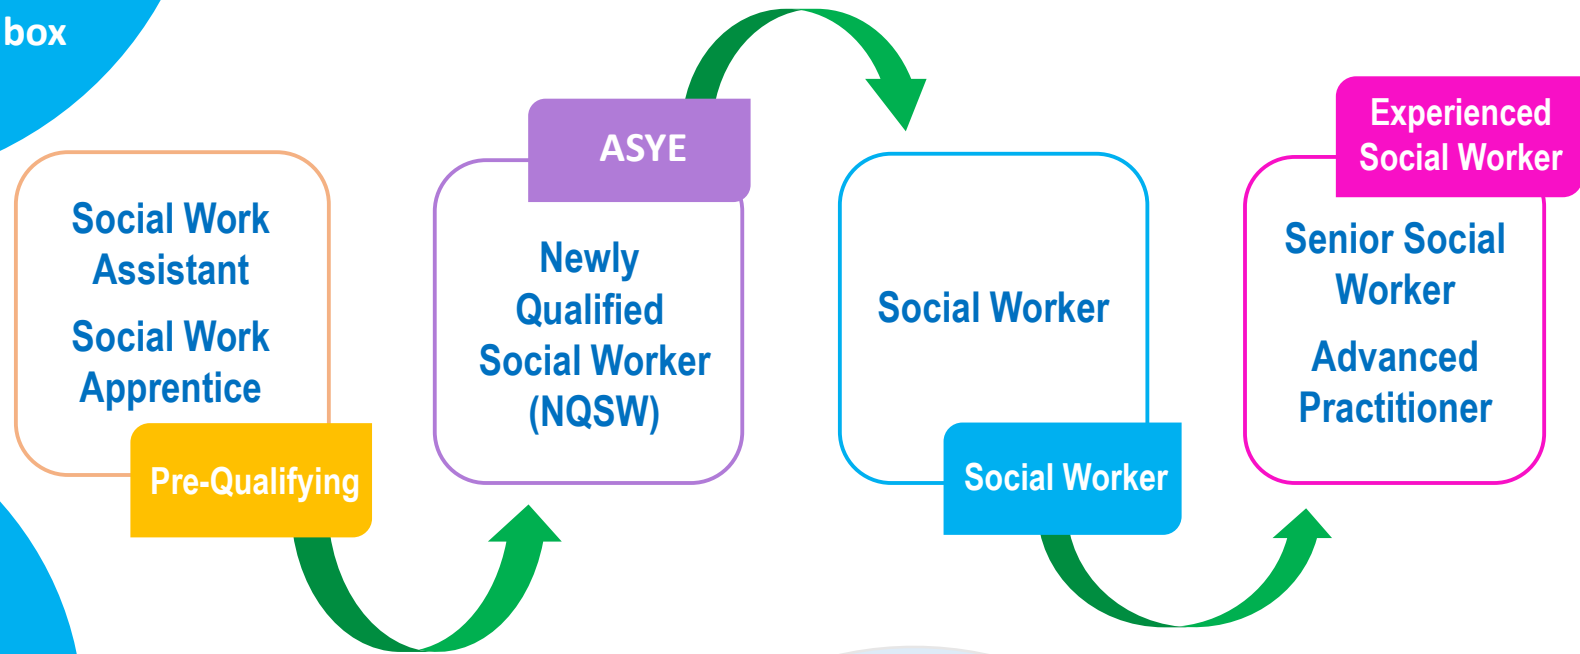 box
Social Work
Assistant
Social Work
Apprentice
Pre-Qualifying
ASYE
Newly
Qualified
Social Worker
(NQSW)
Social Worker
Social Worker
Experienced
Social Worker
Senior Social
Worker
Advanced
Practitioner